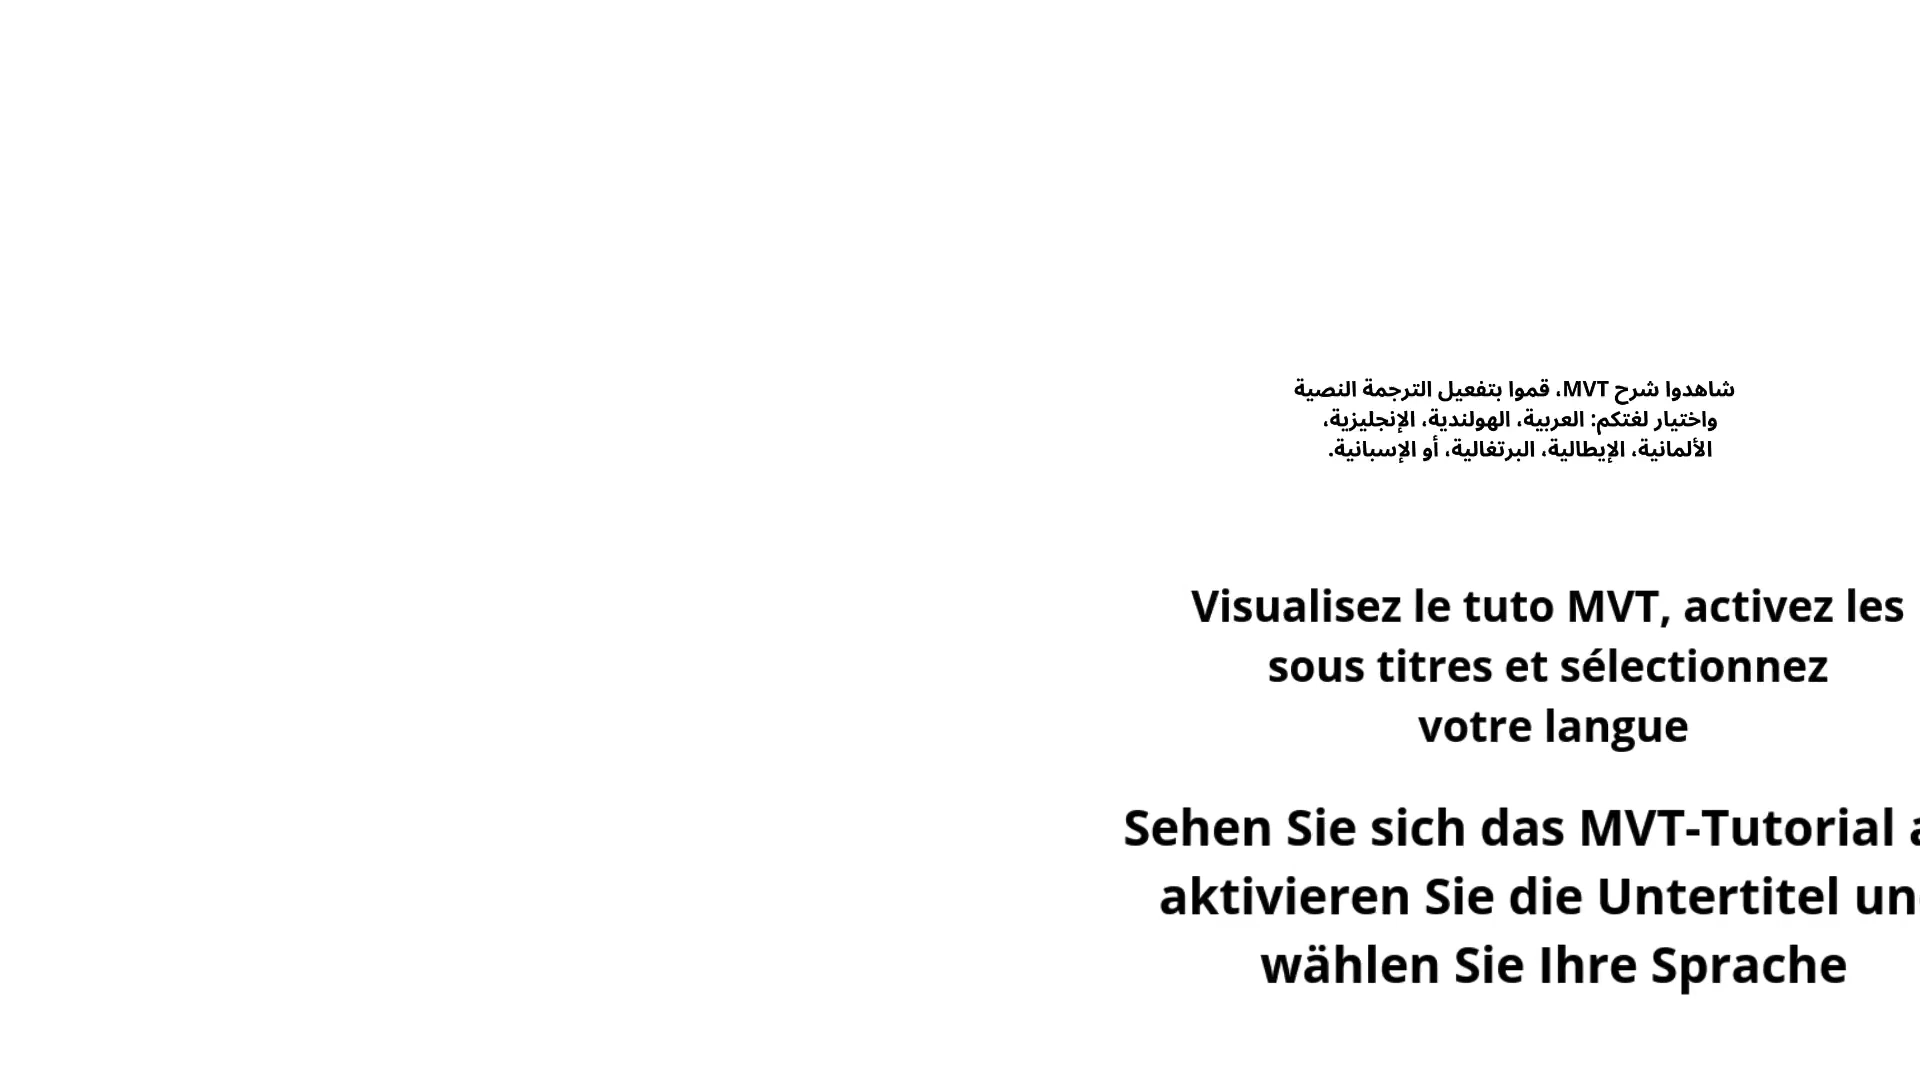 شاهدوا شرح MVT، قموا بتفعيل الترجمة النصية
واختيار لغتكم: العربية، الهولندية، الإنجليزية،
الألمانية، الإيطالية، البرتغالية، أو الإسبانية.
Visualisez le tuto MVT, activez les
sous titres et sélectionnez
votre langue
Sehen Sie sich das MVT-Tutorial
aktivieren Sie die Untertitel
wählen Sie Ihre Sprache